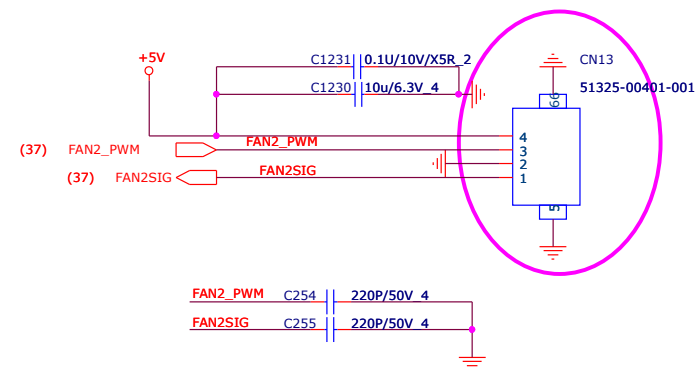 +5V
C1231 0.1U/10V/X5R_2
C1230 10u/6.3V_4
CN13
51325-00401-001
66
4
(37) FAN2_PWM FAN2_PWM 3
2
(37) FAN2SIG FAN2SIG 1
5
FAN2_PWM C254 220P/50V_4
FAN2SIG C255 220P/50V_4